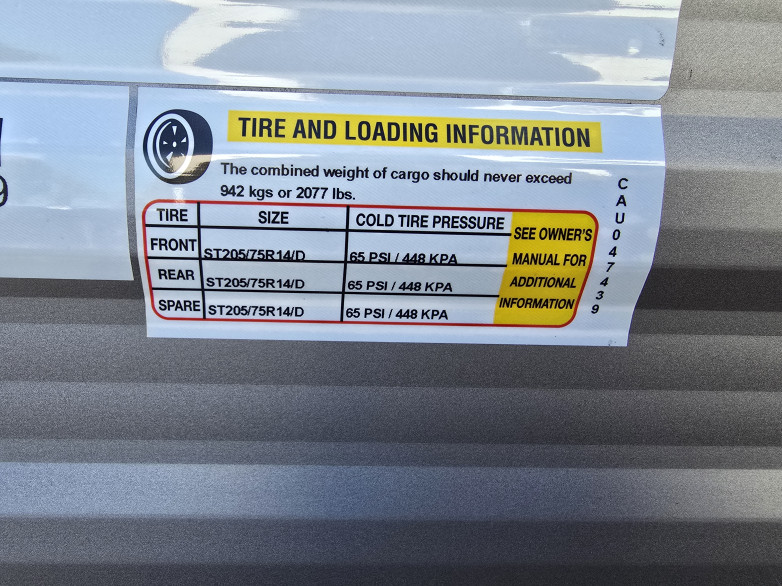 TIRE AND LOADING INFORMATION
The combined weight of cargo should never exceed
942 kgs or 2077 lbs.
TIRE SIZE COLD TIRE PRESSURE
FRONT ST205/75R14/D 65 PSI / 448 KPA
REAR ST205/75R14/D 65 PSI / 448 KPA
SPARE ST205/75R14/D 65 PSI / 448 KPA
SEE OWNER'S
MANUAL FOR
ADDITIONAL
INFORMATION
CAU047439
9